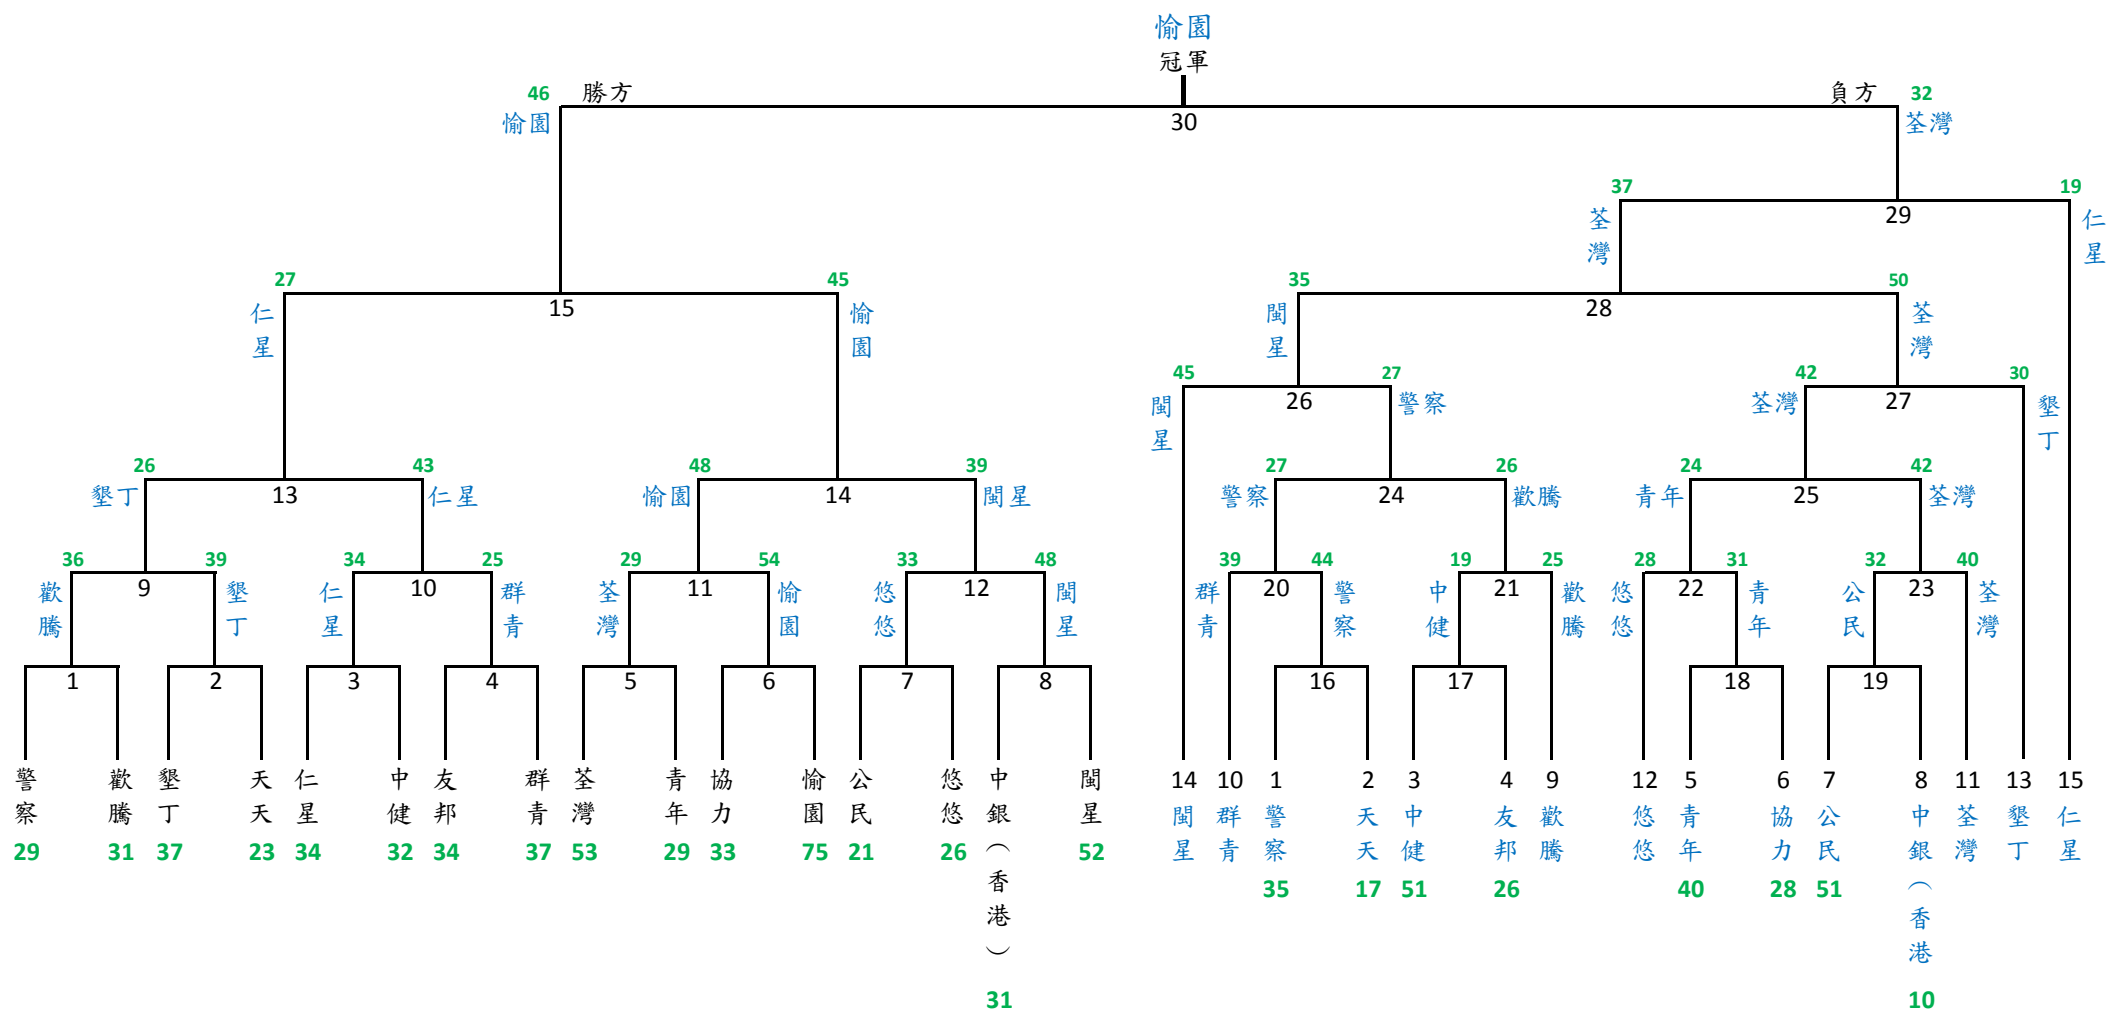 愉園
冠軍
46 勝方 負方 32
愉園 30 荃灣
37 19
荃灣 29 仁星
27 45 35 50
仁星 15 愉園 閩星 28 荃灣
45 27 42 30
閩星 26 警察 荃灣 27 墾丁
26 43 48 39 27 26 24 42
墾丁 13 仁星 愉園 14 閩星 警察 24 歡騰 青年 25 荃灣
36 39 34 25 29 54 33 48 39 44 19 25 28 31 32 40
歡騰 9 墾丁 仁星 10 群青 荃灣 11 愉園 悠悠 12 閩星 群青 20 警察 中健 21 歡騰 悠悠 22 青年 公民 23 荃灣
1 2 3 4 5 6 7 8 16 17 18 19
14 10 1 2 3 4 9 12 5 6 7 8 11 13 15
警察 歡騰 墾丁 天天 仁星 中健 友邦 群青 荃灣 青年 協力 愉園 公民 悠悠 中銀（香港） 閩星 閩星 群青 警察 天天 中健 友邦 歡騰 悠悠 青年 協力 公民 中銀（香港） 荃灣 墾丁 仁星
29 31 37 23 34 32 34 37 53 29 33 75 21 26 52
35 17 51 26 40 28 51
31 10